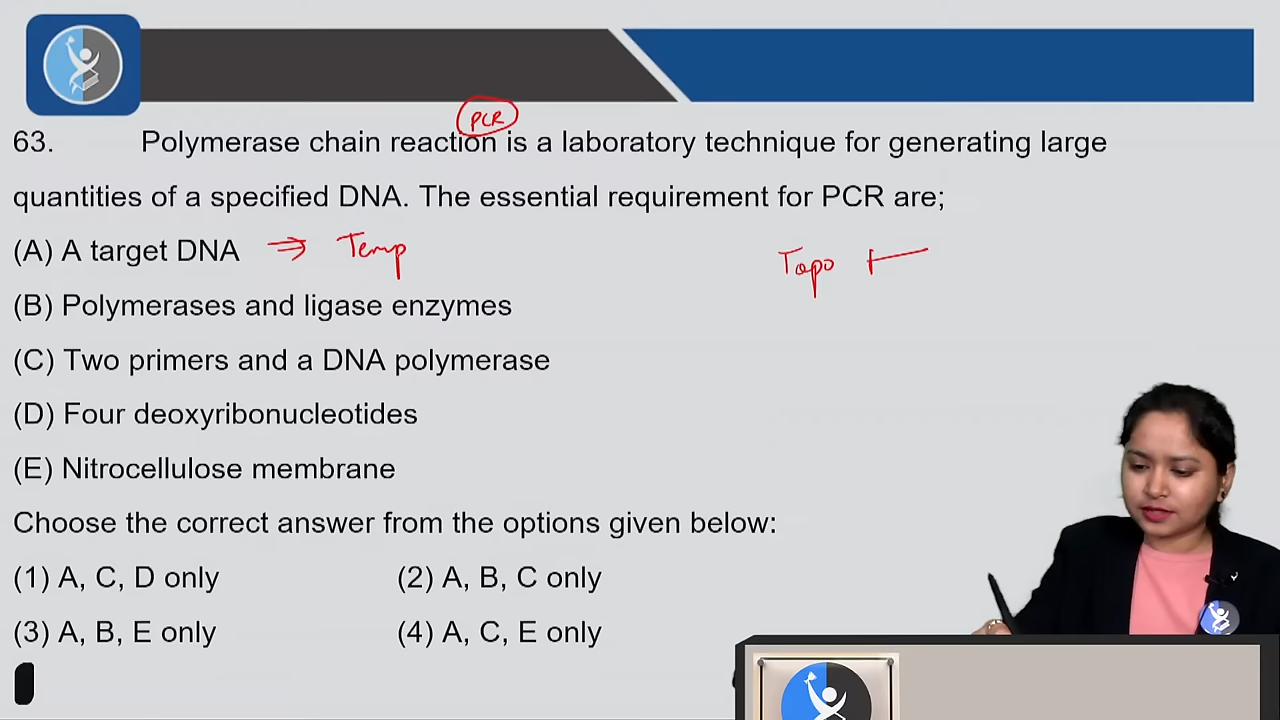 PCR
63. Polymerase chain reaction is a laboratory technique for generating large
quantities of a specified DNA. The essential requirement for PCR are;
(A) A target DNA ⇒ Temp
Topo
(B) Polymerases and ligase enzymes
(C) Two primers and a DNA polymerase
(D) Four deoxyribonucleotides
(E) Nitrocellulose membrane
Choose the correct answer from the options given below:
(1) A, C, D only (2) A, B, C only
(3) A, B, E only (4) A, C, E only